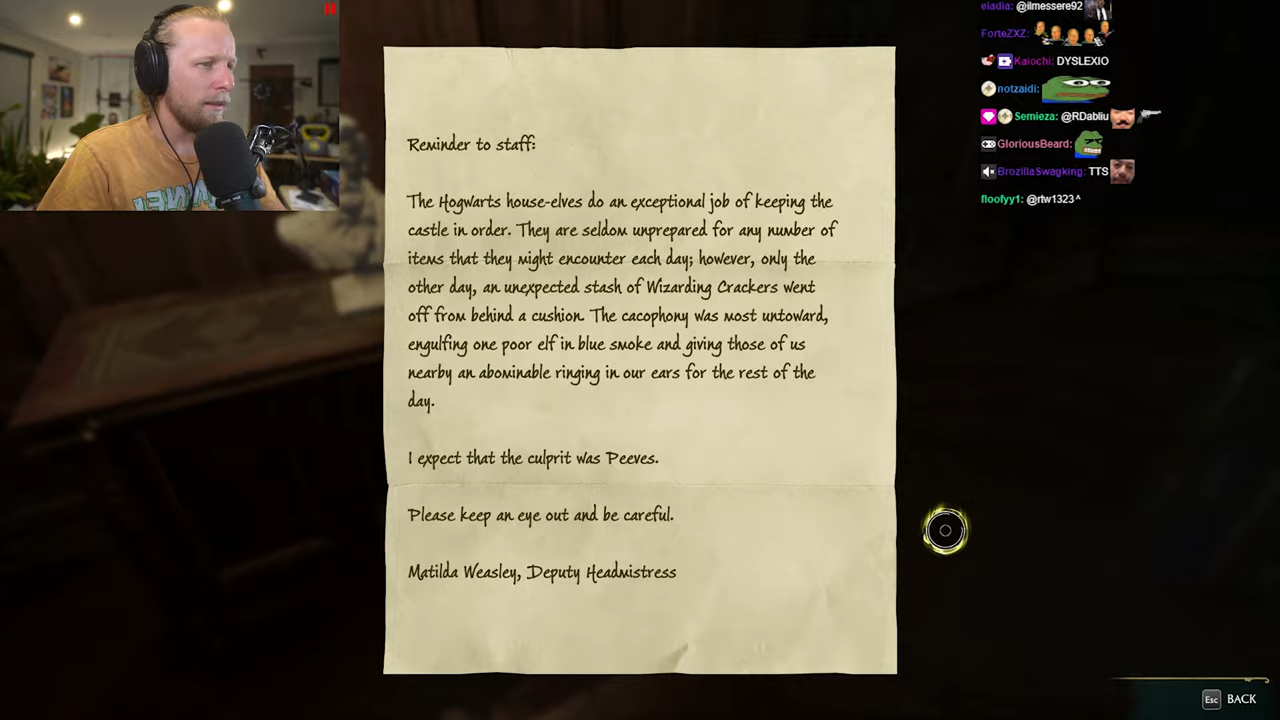 Reminder to staff:
The Hogwarts house-elves do an exceptional job of keeping the
castle in order. They are seldom unprepared for any number of
items that they might encounter each day; however, only the
other day, an unexpected stash of Wizarding Crackers went
off from behind a cushion. The cacophony was most untoward,
engulfing one poor elf in blue smoke and giving those of us
nearby an abominable ringing in our ears for the rest of the
day.
I expect that the culprit was Peeves.
Please keep an eye out and be careful.
Matilda Weasley, Deputy Headmistress
eladia: @ilmessere92
ForteZXZ:
Kaiochi: DYSLEXIO
notzaidi:
Semieza: @RDabliu
GloriousBeard:
Brozilla$wagking: TTS
floofyy1: @rtw1323^
Esc BACK